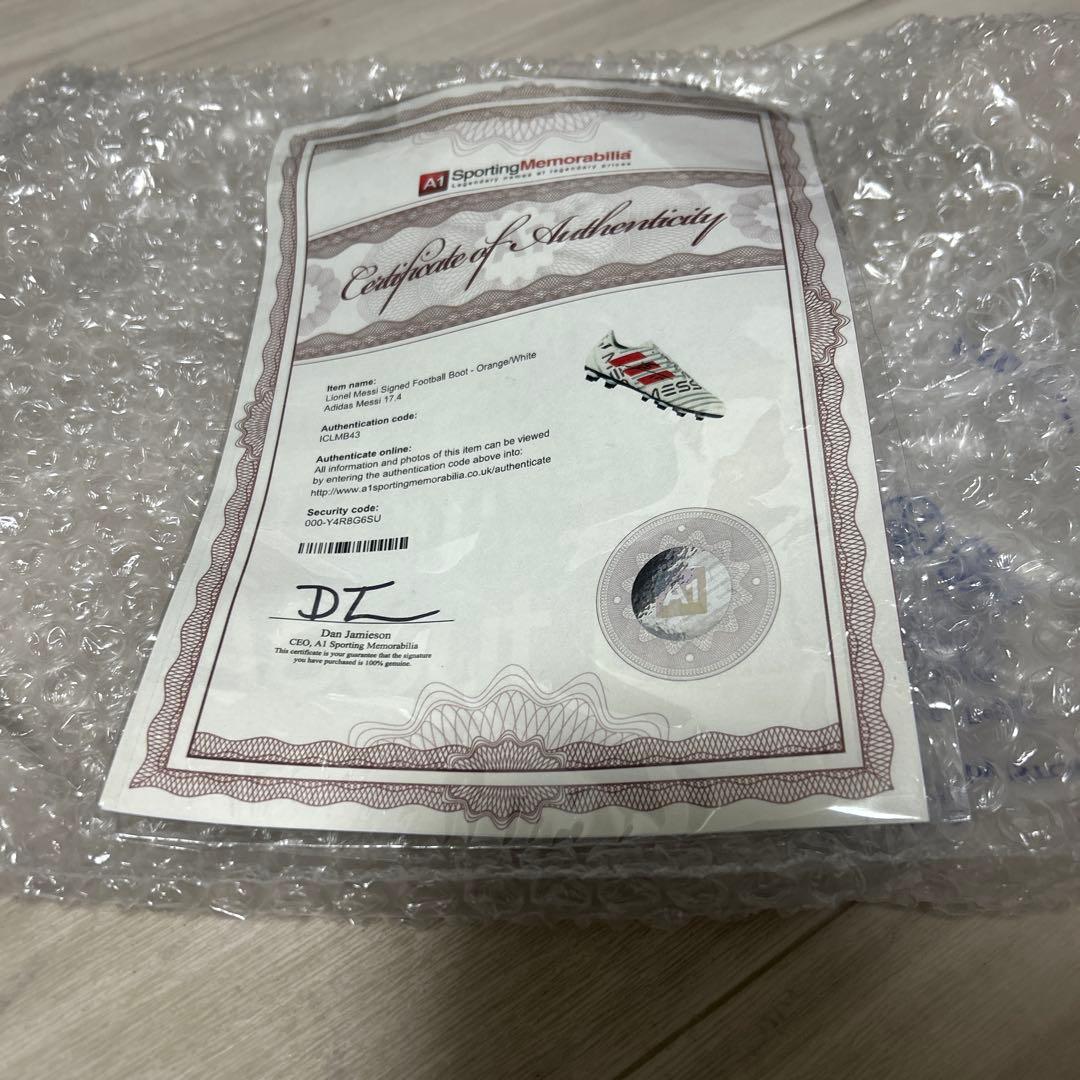 A1 SportingMemorabilia
Legendary names at legendary prices
Certificate of Authenticity
Item name:
Lionel Messi Signed Football Boot - Orange/White
Adidas Messi 17.4
Authentication code:
ICLMB43
Authenticate online:
All information and photos of this item can be viewed
by entering the authentication code above into:
http://www.a1sportingmemorabilia.co.uk/authenticate
Security code:
000-Y4R8G6SU
Dan Jamieson
CEO, A1 Sporting Memorabilia
This certificate is your guarantee that the signature
you have purchased is 100% genuine.
MESSI
A1